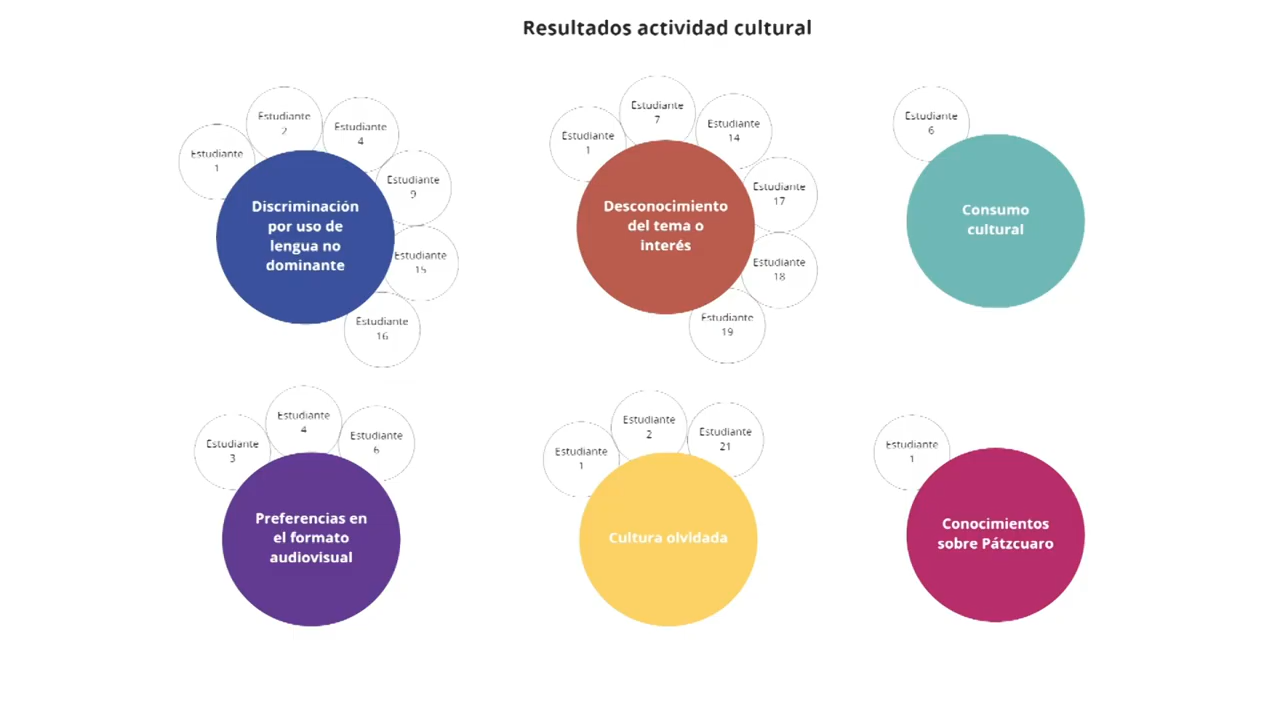 Resultados actividad cultural
Estudiante
1
Estudiante
2
Estudiante
4
Estudiante
9
Estudiante
15
Estudiante
16
Discriminación
por uso de
lengua no
dominante
Estudiante
1
Estudiante
7
Estudiante
14
Estudiante
17
Estudiante
18
Estudiante
19
Desconocimiento
del tema o
interés
Estudiante
6
Consumo
cultural
Estudiante
3
Estudiante
4
Estudiante
6
Preferencias en
el formato
audiovisual
Estudiante
1
Estudiante
2
Estudiante
21
Cultura olvidada
Estudiante
1
Conocimientos
sobre Pátzcuaro